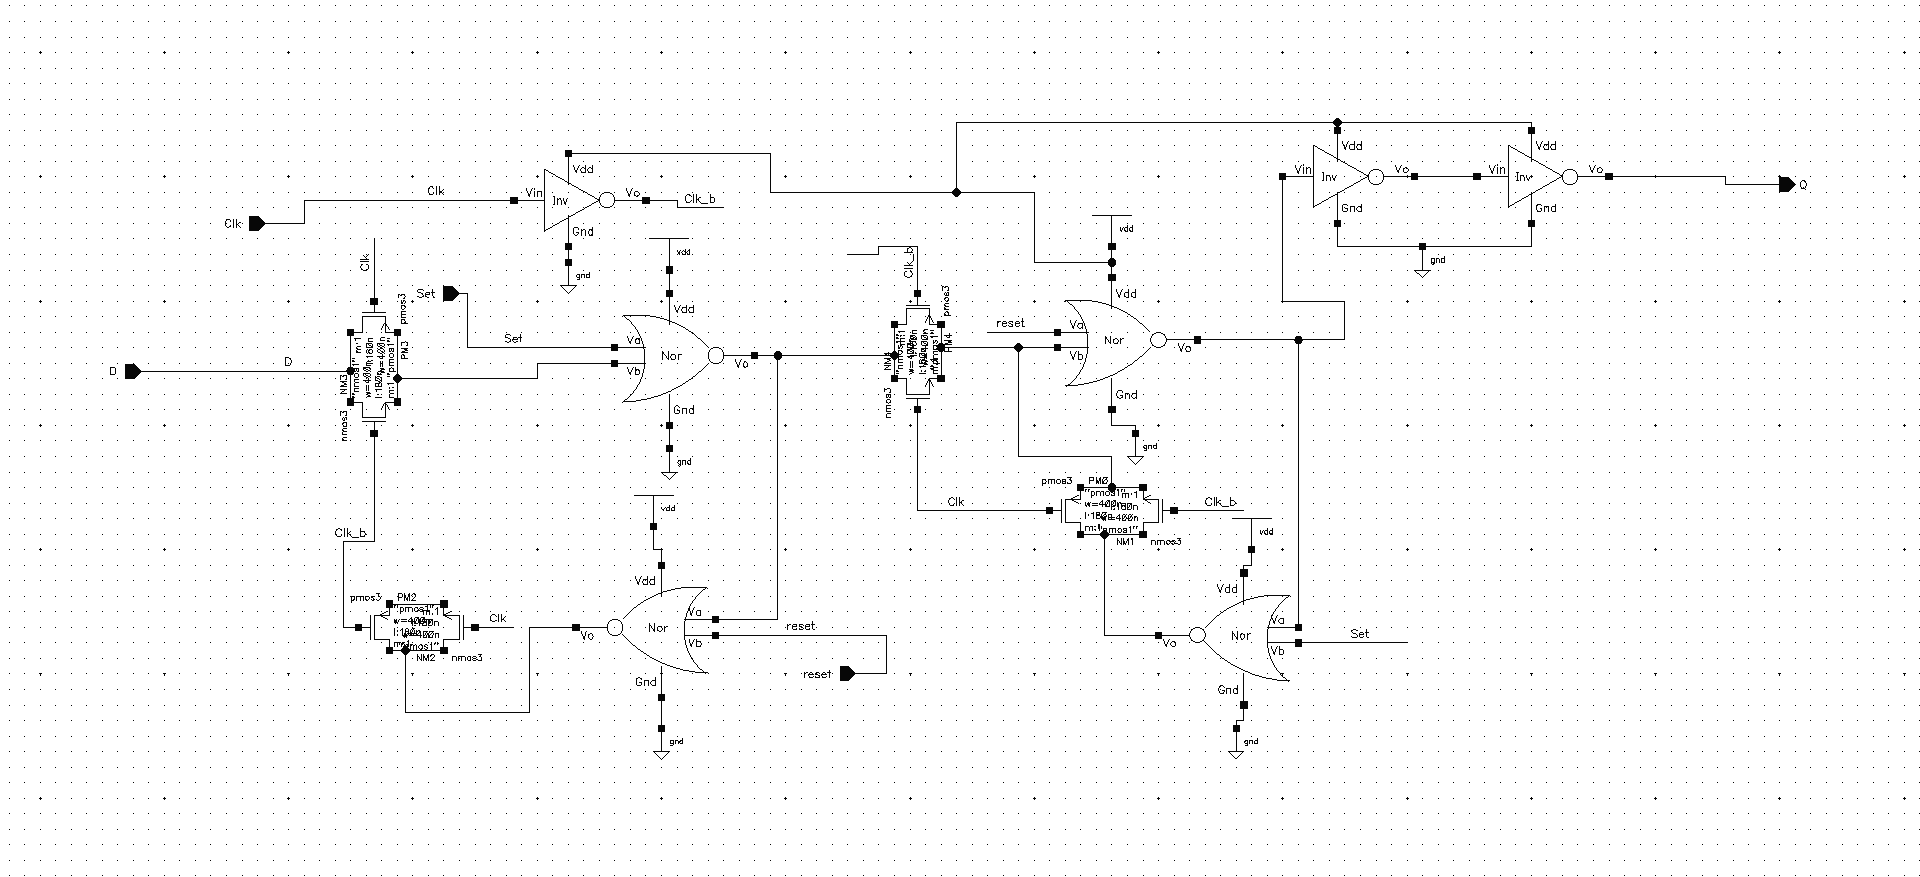 Vdd
Vdd
Vin
Inv
Vo
Vin
Inv
Vo
Q
Gnd
Gnd
gnd
Clk
Clk
Vin
Vdd
Inv
Vo
Clk_b
Gnd
gnd
vdd
vdd
Clk
Clk_b
Set
Set
Vdd
Va
Vb
Nor
Vo
Gnd
gnd
pmos3
PM3
NM3
nmos3
D
D
pmos3
PM4
nmos3
reset
Vdd
Va
Vb
Nor
Vo
Gnd
gnd
Clk_b
pmos3
PM2
Clk
NM2
nmos3
vdd
Vdd
Va
Vb
Nor
Vo
Gnd
gnd
reset
reset
Clk
pmos3
PM0
Clk_b
NM1
nmos3
vdd
Vdd
Va
Vb
Nor
Vo
Set
Gnd
gnd